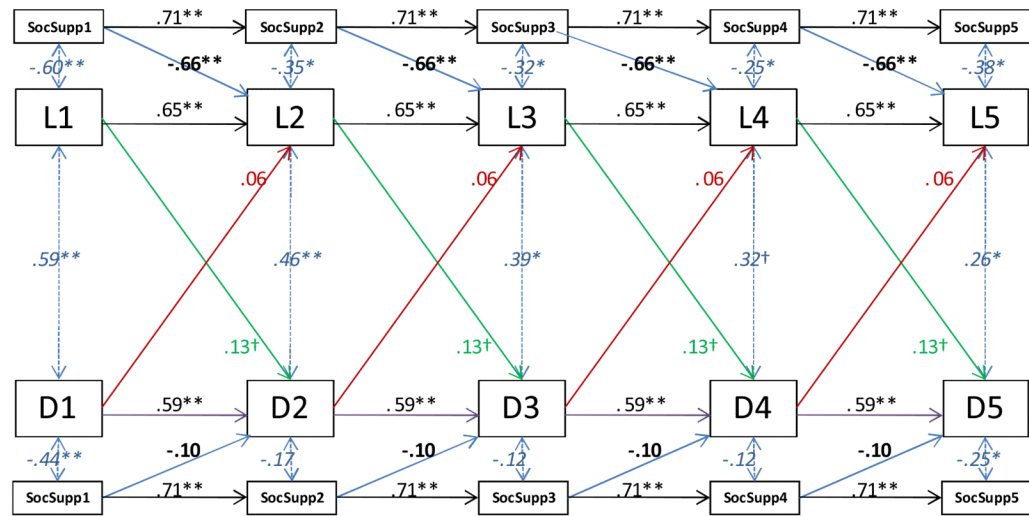 .71** .71** .71** .71**
SocSupp1 SocSupp2 SocSupp3 SocSupp4 SocSupp5
-.60** -.66** -.35* -.66** -.32* -.66** -.25* -.66** -.38*
L1 .65** L2 .65** L3 .65** L4 .65** L5
.06 .06 .06 .06
.59** .46** .39* .32† .26*
.13† .13† .13† .13†
D1 .59** D2 .59** D3 .59** D4 .59** D5
-.44** -.10 -.17 -.10 -.12 -.10 -.12 -.10 -.25*
SocSupp1 .71** SocSupp2 .71** SocSupp3 .71** SocSupp4 .71** SocSupp5